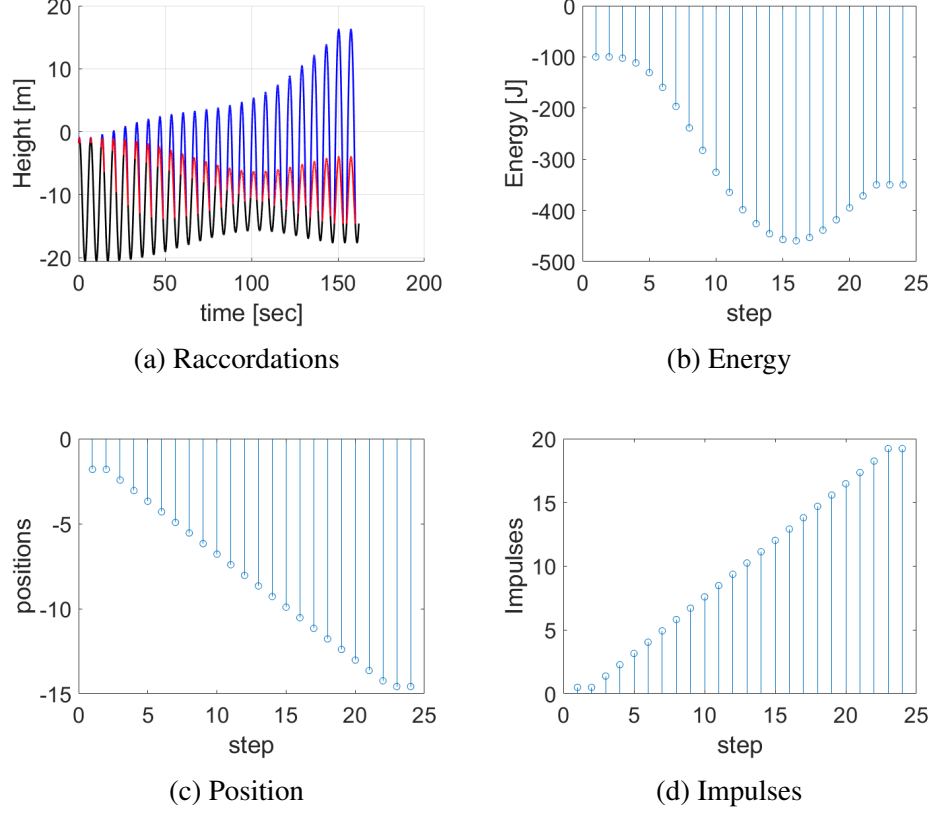 20
10
0
-10
-20
Height [m]
0 50 100 150 200
time [sec]
(a) Raccordations
0
-100
-200
-300
-400
-500
Energy [J]
0 5 10 15 20 25
step
(b) Energy
0
-5
-10
-15
positions
0 5 10 15 20 25
step
(c) Position
20
15
10
5
0
Impulses
0 5 10 15 20 25
step
(d) Impulses